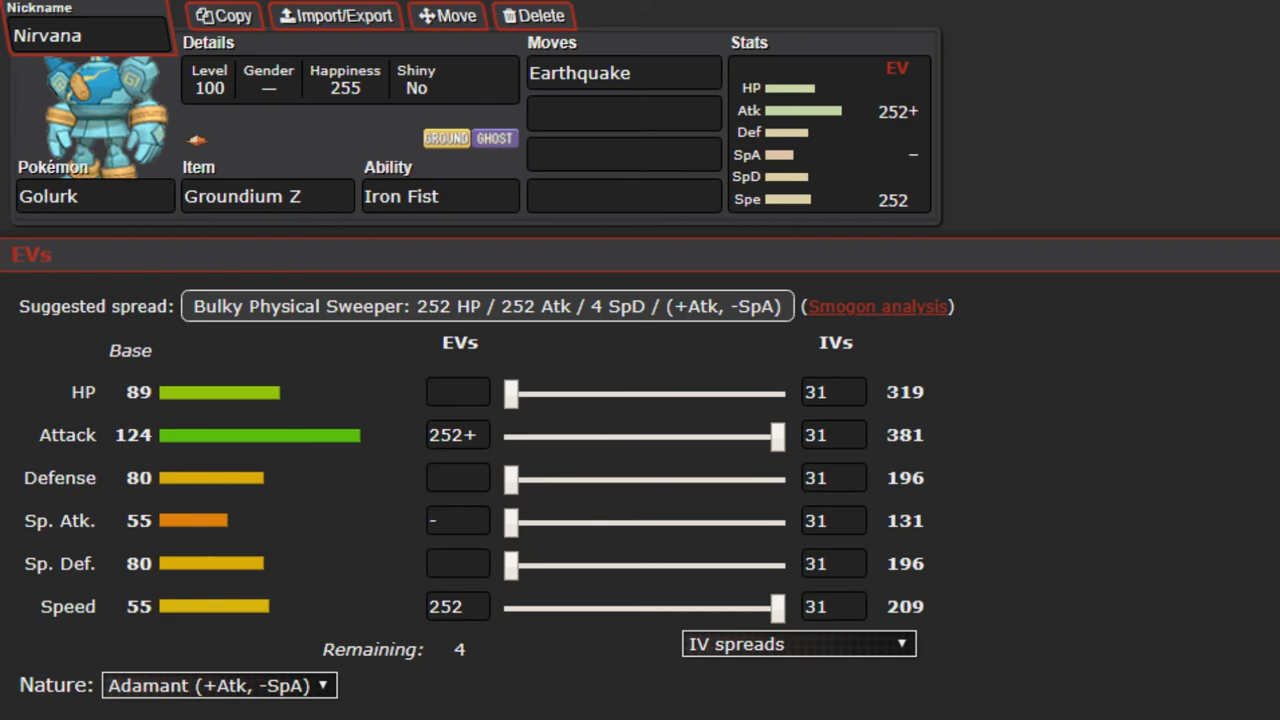 Nickname
Nirvana
Copy Import/Export Move Delete
Details
Level Gender Happiness Shiny
100 — 255 No
GROUND GHOST
Pokémon Item Ability
Golurk Groundium Z Iron Fist
Moves
Earthquake
Stats
EV
HP
Atk 252+
Def
SpA –
SpD
Spe 252
EVs
Suggested spread: Bulky Physical Sweeper: 252 HP / 252 Atk / 4 SpD / (+Atk, -SpA) (Smogon analysis)
Base EVs IVs
HP 89 31 319
Attack 124 252+ 31 381
Defense 80 31 196
Sp. Atk. 55 - 31 131
Sp. Def. 80 31 196
Speed 55 252 31 209
Remaining: 4 IV spreads
Nature: Adamant (+Atk, -SpA)